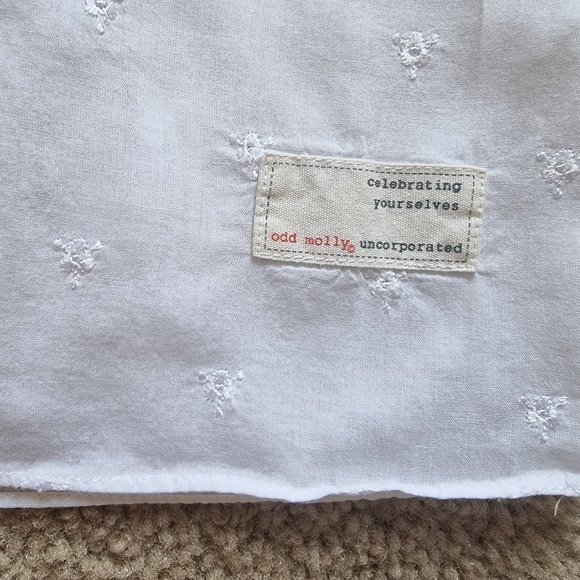 celebrating
yourselves
odd molly© uncorporated